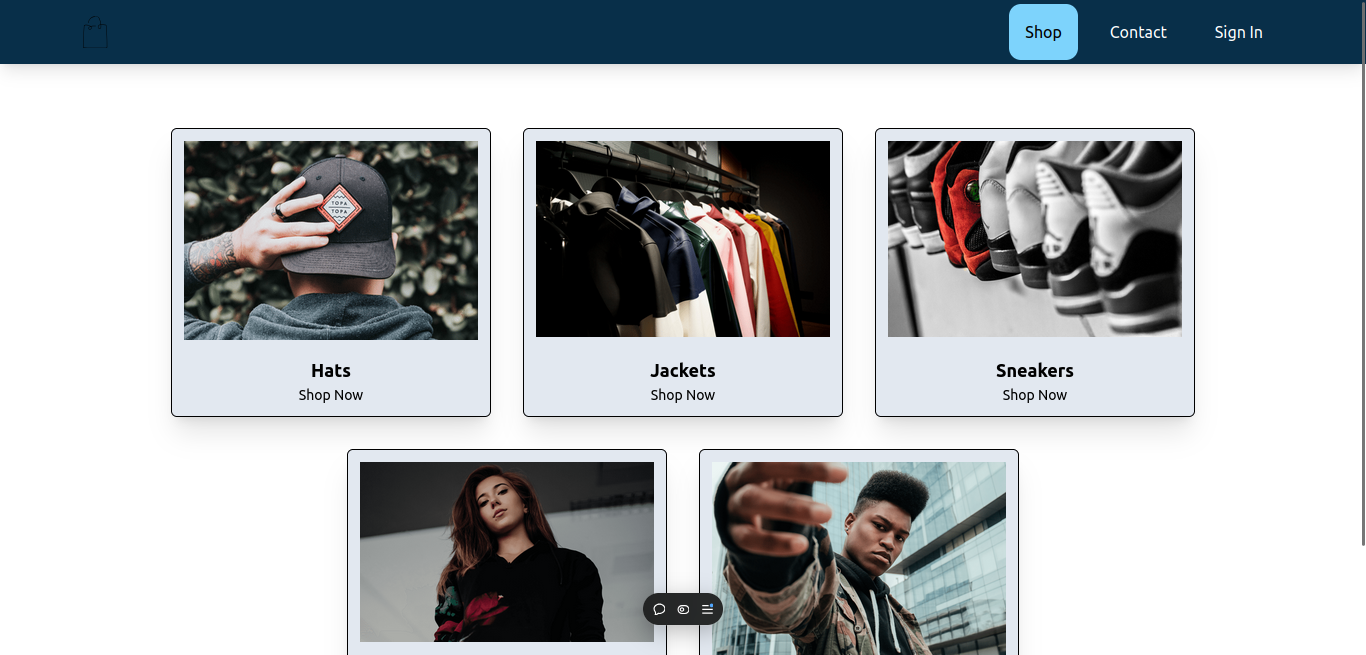 Shop Contact Sign In
TOPA
TOPA
Hats Jackets Sneakers
Shop Now Shop Now Shop Now